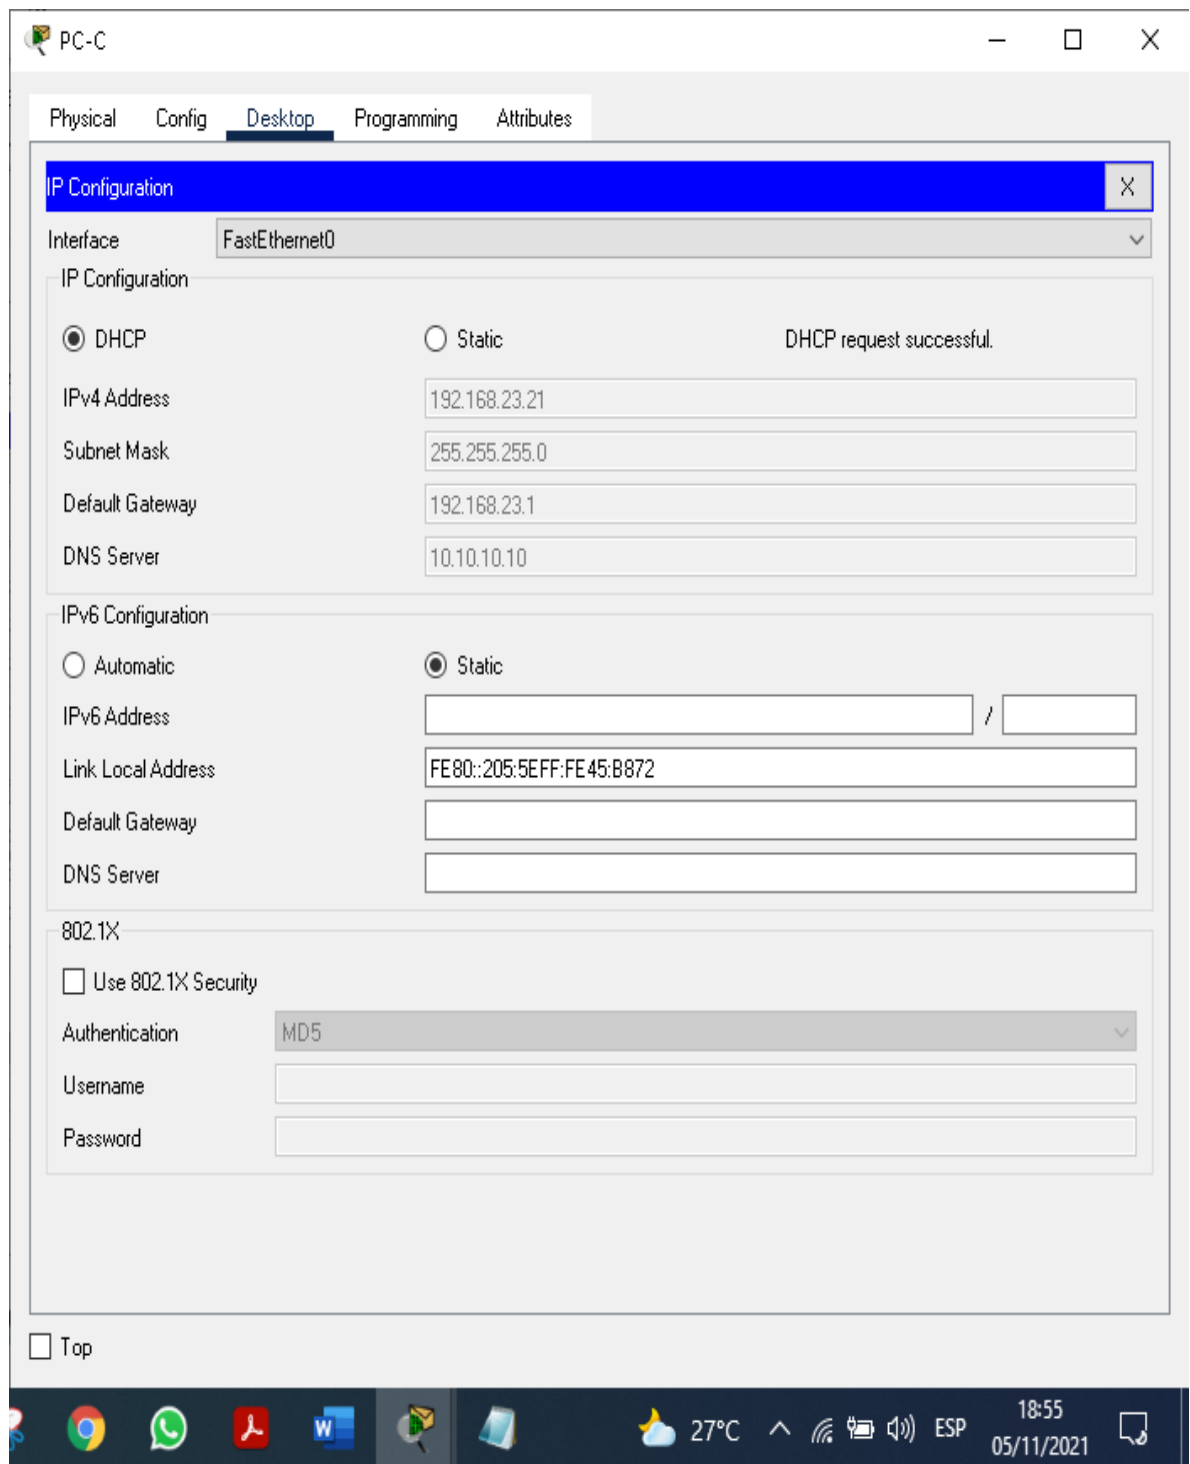 PC-C
Physical Config Desktop Programming Attributes
IP Configuration X
Interface FastEthernet0
IP Configuration
DHCP Static DHCP request successful.
IPv4 Address 192.168.23.21
Subnet Mask 255.255.255.0
Default Gateway 192.168.23.1
DNS Server 10.10.10.10
IPv6 Configuration
Automatic Static
IPv6 Address /
Link Local Address FE80::205:5EFF:FE45:B872
Default Gateway
DNS Server
802.1X
Use 802.1X Security
Authentication MD5
Username
Password
Top
W 27°C ESP 18:55
05/11/2021